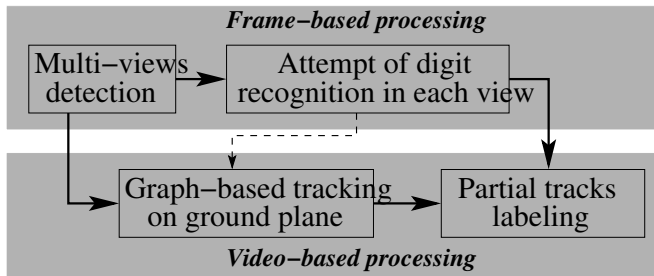 Frame-based processing
Multi-views
detection
Attempt of digit
recognition in each view
Graph-based tracking
on ground plane
Partial tracks
labeling
Video-based processing